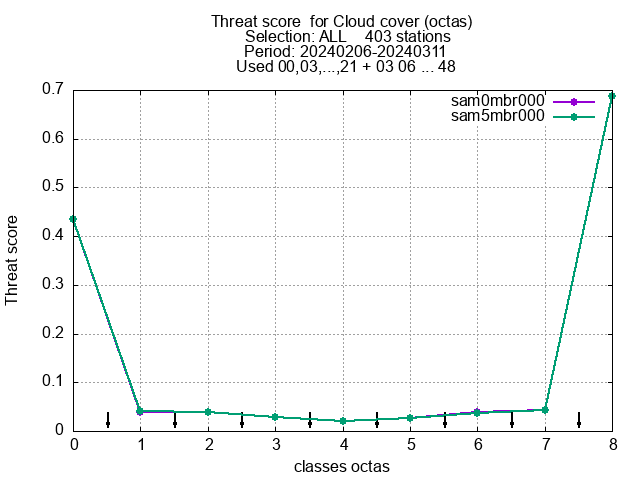 Threat score  for Cloud cover (octas)
Selection: ALL    403 stations
Period: 20240206-20240311
Used 00,03,...,21 + 03 06 ... 48
sam0mbr000
sam5mbr000
0.7
0.6
0.5
0.4
0.3
0.2
0.1
0
Threat score
0 1 2 3 4 5 6 7 8
classes octas